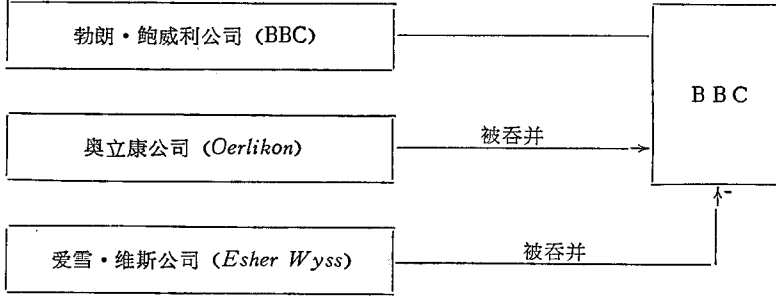 勃朗·鲍威利公司 (BBC)
BBC
奥立康公司 (Oerlikon)
被吞并
爱雪·维斯公司 (Esher Wyss)
被吞并